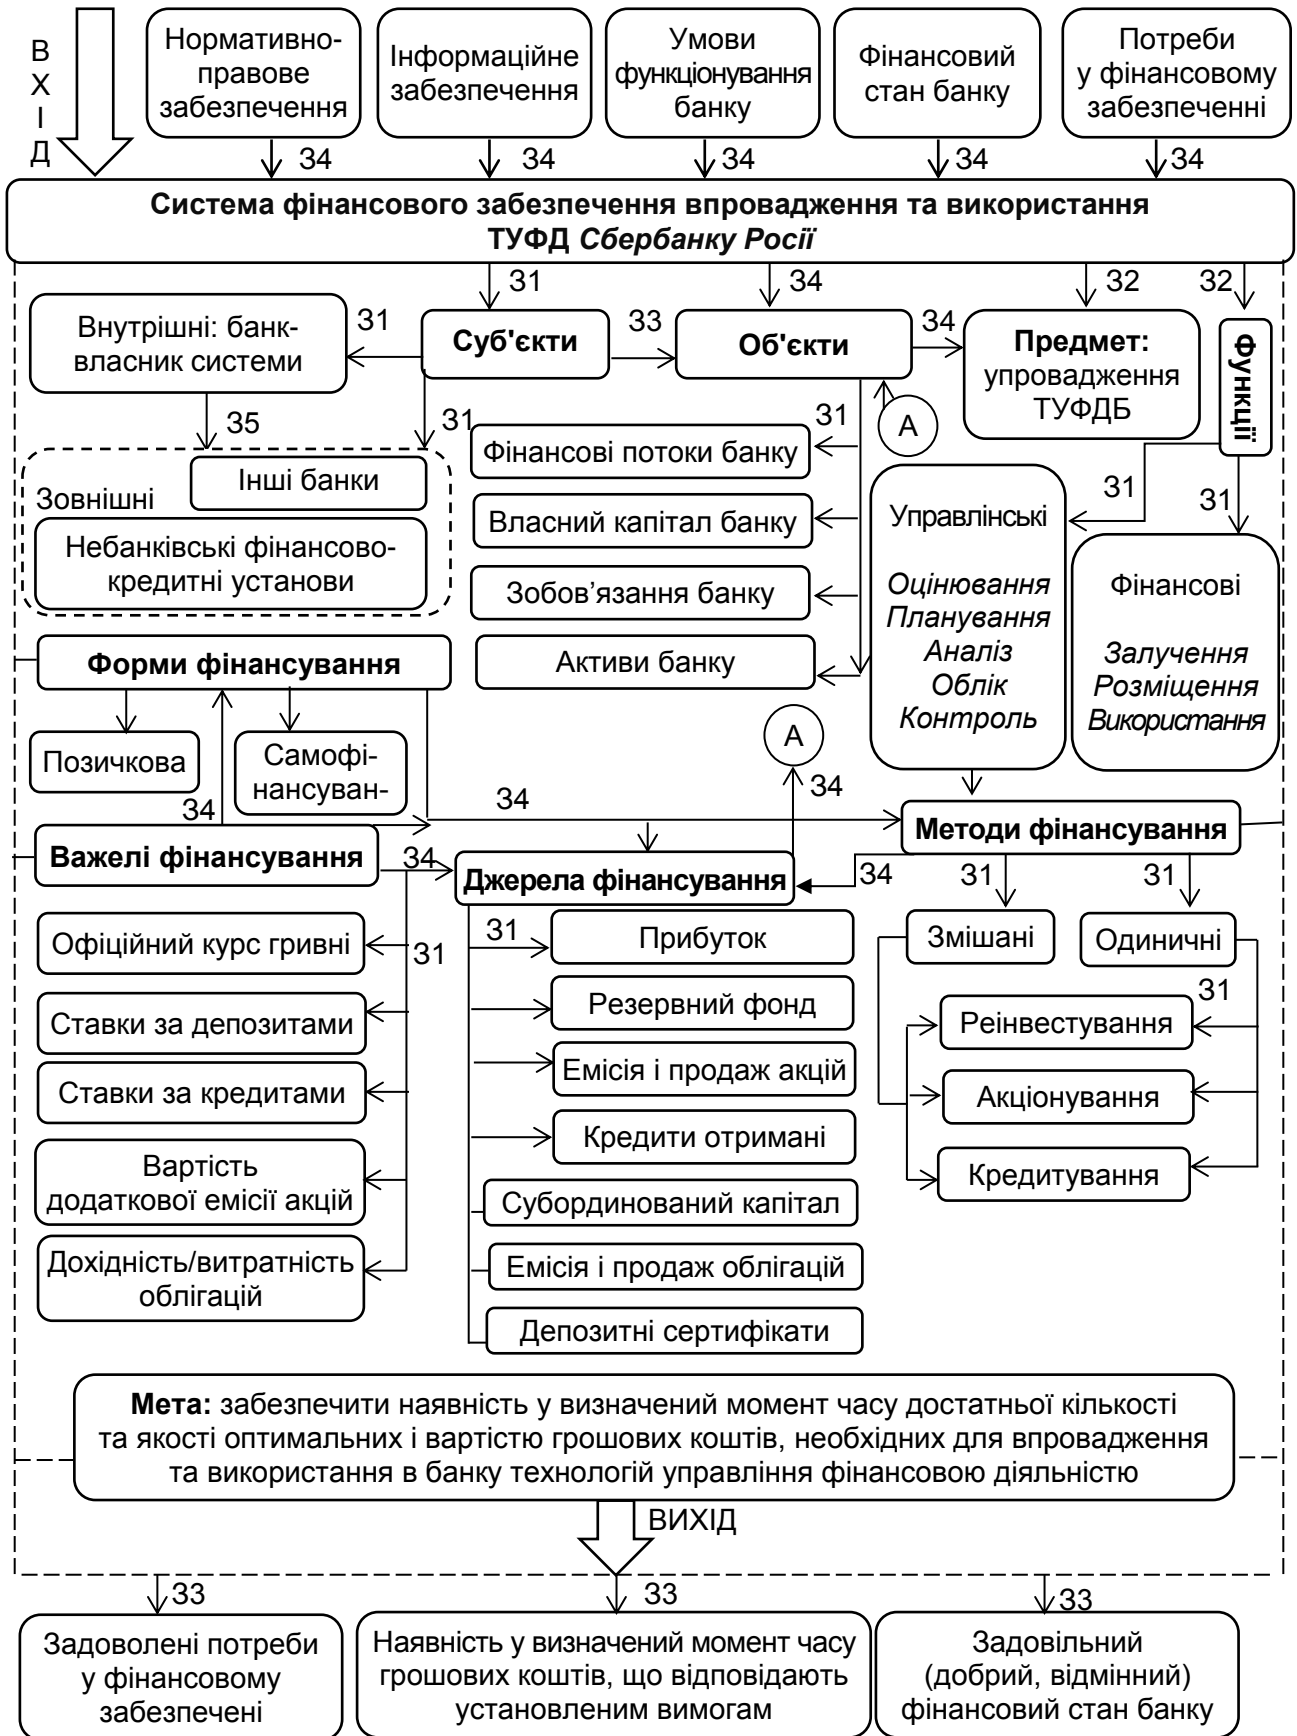 В
Х
І
Д
Нормативно-
правове
забезпечення
Інформаційне
забезпечення
Умови
функціонування
банку
Фінансовий
стан банку
Потреби
у фінансовому
забезпеченні
34
34
34
34
34
Система фінансового забезпечення впровадження та використання
ТУФД Сбербанку Росії
31
34
32
32
Внутрішні: банк-
власник системи
31
Суб'єкти
33
Об'єкти
34
Предмет:
упровадження
ТУФДБ
Функції
35
31
31
А
Зовнішні
Інші банки
Небанківські фінансово-
кредитні установи
Фінансові потоки банку
Власний капітал банку
Зобов’язання банку
Активи банку
31
31
Управлінські
Оцінювання
Планування
Аналіз
Облік
Контроль
Фінансові
Залучення
Розміщення
Використання
Форми фінансування
Позичкова
Самофі-
нансуван-
А
34
34
34
Важелі фінансування
34
Джерела фінансування
Методи фінансування
34
31
31
Офіційний курс гривні
31
Ставки за депозитами
Ставки за кредитами
Вартість
додаткової емісії акцій
Дохідність/витратність
облігацій
31
Прибуток
Резервний фонд
Емісія і продаж акцій
Кредити отримані
Субординований капітал
Емісія і продаж облігацій
Депозитні сертифікати
Змішані
Одиничні
31
Реінвестування
Акціонування
Кредитування
Мета: забезпечити наявність у визначений момент часу достатньої кількості
та якості оптимальних і вартістю грошових коштів, необхідних для впровадження
та використання в банку технологій управління фінансовою діяльністю
ВИХІД
33
33
33
Задоволені потреби
у фінансовому
забезпечені
Наявність у визначений момент часу
грошових коштів, що відповідають
установленим вимогам
Задовільний
(добрий, відмінний)
фінансовий стан банку